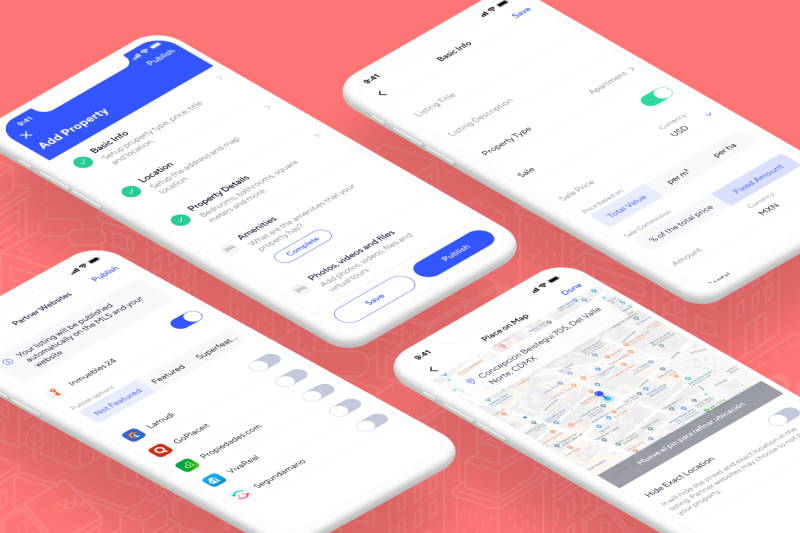 9:41
Publish
Add Property
Basic Info
Setup property type, price, title
and location.
Location
Setup the address and map
location.
Property Details
Bedrooms, bathrooms, square
meters and more.
Amenities
What are the amenities that your
property has?
Complete
Photos, videos and files
Add photos, videos, files and
virtual tours
Save
Publish
9:41
Save
Basic Info
Listing Title
Listing Description
Property Type
Apartment
Sale
Sale Price
Currency
USD
Price based on
Total Value
per m²
per ha
Sale Commission
% of the total price
Fixed Amount
Amount
Currency
MXN
Publish
Partner Websites
Your listing will be published
automatically on the MLS and your
website
Inmuebles 24
Publish options
Not Featured
Featured
Superfeat...
Lamudi
GoPlaceit
Propiedades.com
VivaReal
Segundamano
9:41
Done
Place on Map
Concepción Beistegui 705, Del Valle
Norte, CDMX
Mueve el pin para refinar ubicación
Hide Exact Location
It will hide the street and exact location in the
listing. Partner websites may choose to not
your property.